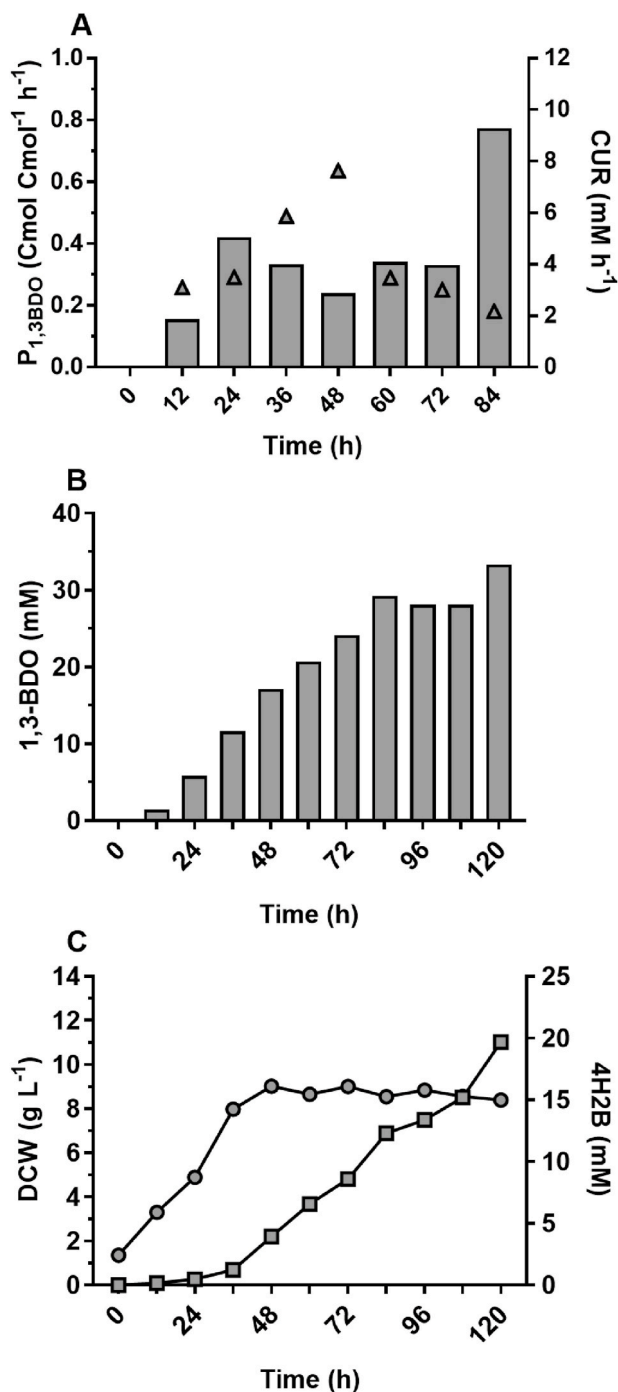 A
P1,3BDO (Cmol Cmol-1 h-1)
1.0
0.8
0.6
0.4
0.2
0.0
12
10
8
6
4
2
0
CUR (mM h-1)
0 12 24 36 48 60 72 84
Time (h)
B
1,3-BDO (mM)
40
30
20
10
0
0 24 48 72 96 120
Time (h)
C
DCW (g L-1)
14
12
10
8
6
4
2
0
25
20
15
10
5
0
4H2B (mM)
0 24 48 72 96 120
Time (h)